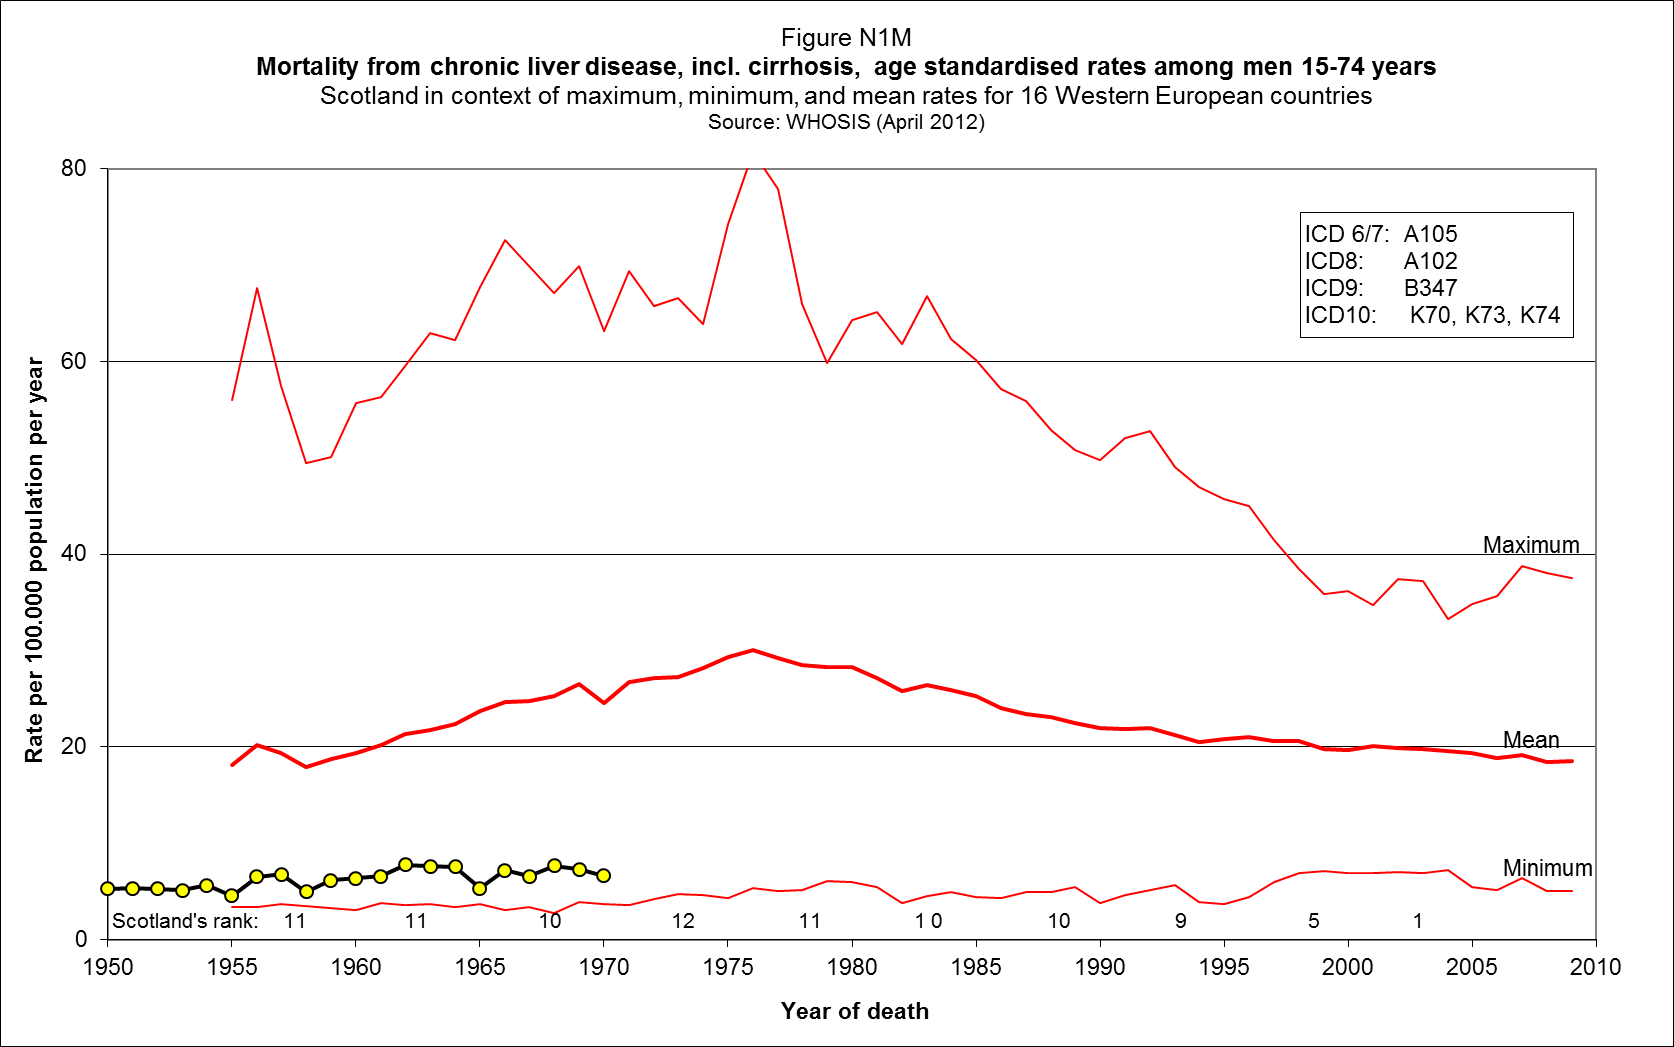 Figure N1M
Mortality from chronic liver disease, incl. cirrhosis, age standardised rates among men 15-74 years
Scotland in context of maximum, minimum, and mean rates for 16 Western European countries
Source: WHOSIS (April 2012)
Rate per 100.000 population per year
80
60
40
20
0
ICD 6/7: A105
ICD8: A102
ICD9: B347
ICD10: K70, K73, K74
Maximum
Mean
Minimum
Scotland's rank: 11 11 10 12 11 1 0 10 9 5 1
1950 1955 1960 1965 1970 1975 1980 1985 1990 1995 2000 2005 2010
Year of death